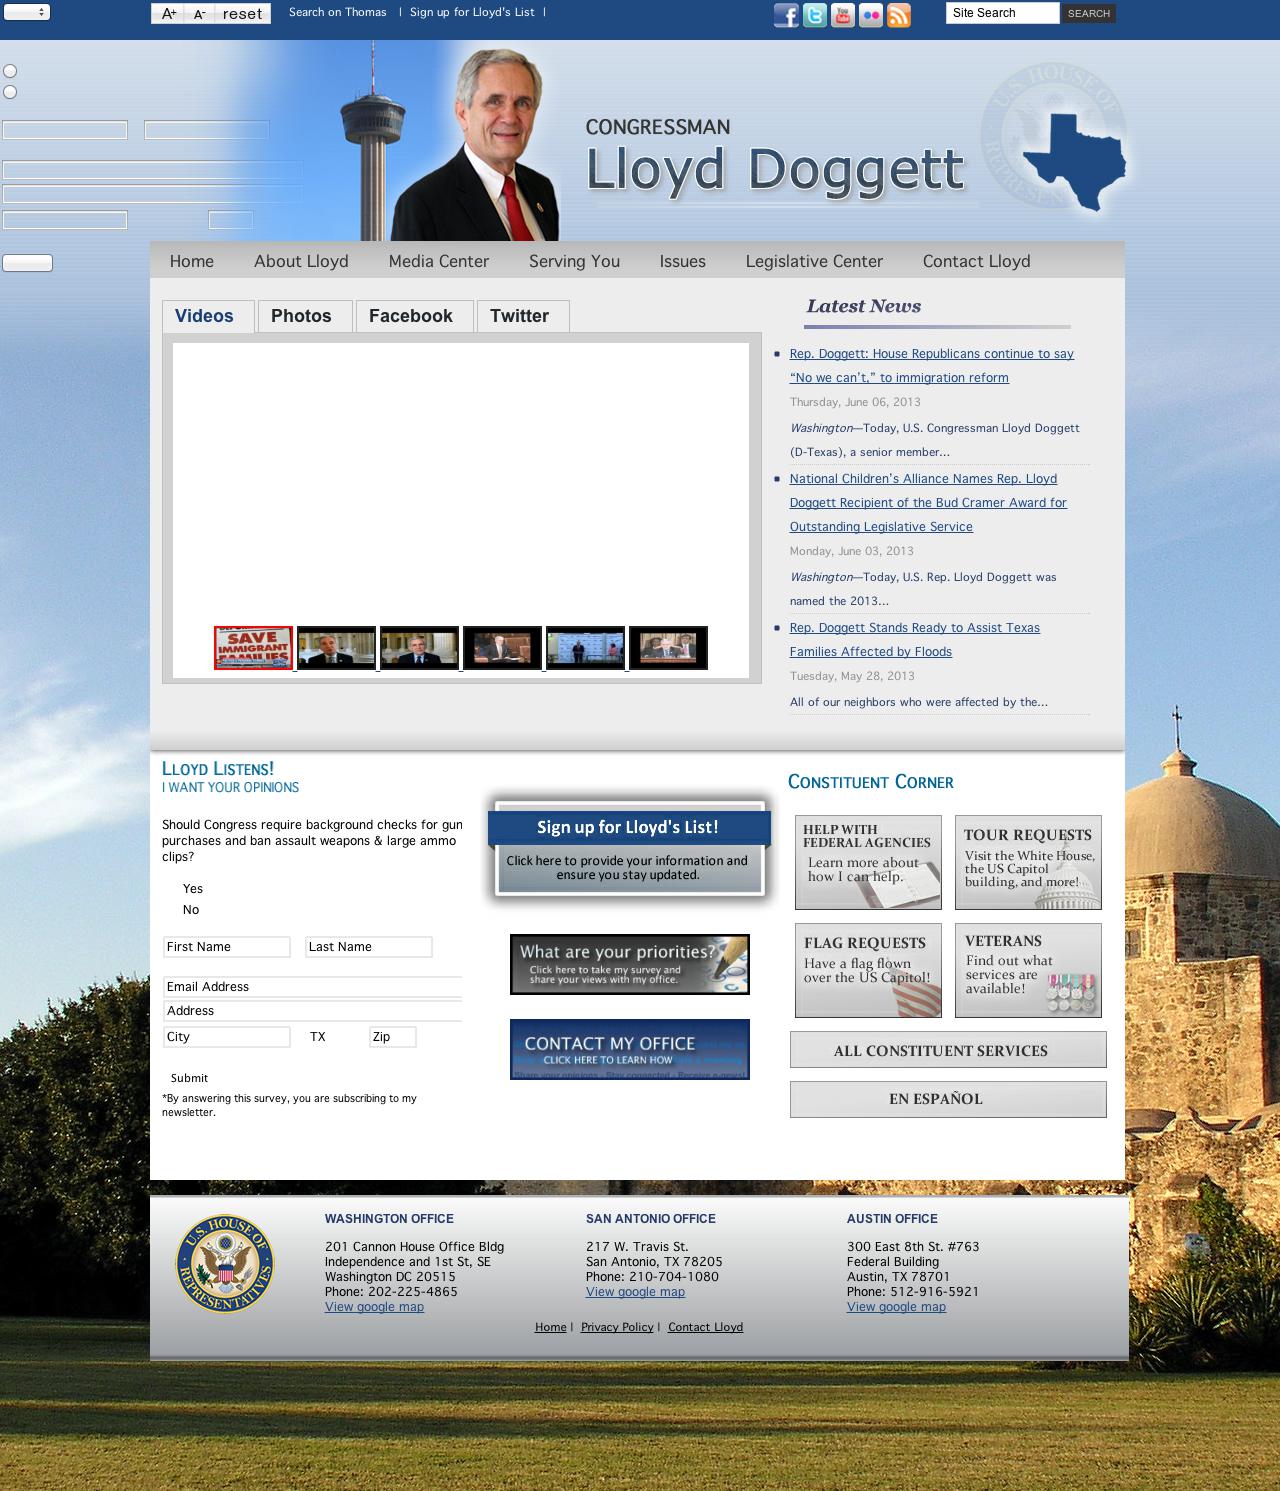 A+ A- reset Search on Thomas | Sign up for Lloyd's List | Site Search SEARCH
U.S. HOUSE OF REPRESENTATIVES
CONGRESSMAN
Lloyd Doggett
Home About Lloyd Media Center Serving You Issues Legislative Center Contact Lloyd
Videos Photos Facebook Twitter
SAVE
IMMIGRANT
FAMILIES
Latest News
Rep. Doggett: House Republicans continue to say
“No we can’t,” to immigration reform
Thursday, June 06, 2013
Washington—Today, U.S. Congressman Lloyd Doggett
(D-Texas), a senior member...
National Children’s Alliance Names Rep. Lloyd
Doggett Recipient of the Bud Cramer Award for
Outstanding Legislative Service
Monday, June 03, 2013
Washington—Today, U.S. Rep. Lloyd Doggett was
named the 2013...
Rep. Doggett Stands Ready to Assist Texas
Families Affected by Floods
Tuesday, May 28, 2013
All of our neighbors who were affected by the...
LLOYD LISTENS!
I WANT YOUR OPINIONS
Should Congress require background checks for gun
purchases and ban assault weapons & large ammo
clips?
Yes
No
First Name Last Name
Email Address
Address
City TX Zip
Submit
*By answering this survey, you are subscribing to my
newsletter.
Sign up for Lloyd's List!
Click here to provide your information and
ensure you stay updated.
What are your priorities?
Click here to take my survey and
share your views with my office.
CONTACT MY OFFICE
CLICK HERE TO LEARN HOW
Share your opinions - Stay connected - Receive e-news!
CONSTITUENT CORNER
HELP WITH
FEDERAL AGENCIES
Learn more about
how I can help.
TOUR REQUESTS
Visit the White House,
the US Capitol
building, and more!
FLAG REQUESTS
Have a flag flown
over the US Capitol!
VETERANS
Find out what
services are
available!
ALL CONSTITUENT SERVICES
EN ESPAÑOL
U.S. HOUSE OF REPRESENTATIVES
WASHINGTON OFFICE
201 Cannon House Office Bldg
Independence and 1st St, SE
Washington DC 20515
Phone: 202-225-4865
View google map
SAN ANTONIO OFFICE
217 W. Travis St.
San Antonio, TX 78205
Phone: 210-704-1080
View google map
AUSTIN OFFICE
300 East 8th St. #763
Federal Building
Austin, TX 78701
Phone: 512-916-5921
View google map
Home | Privacy Policy | Contact Lloyd